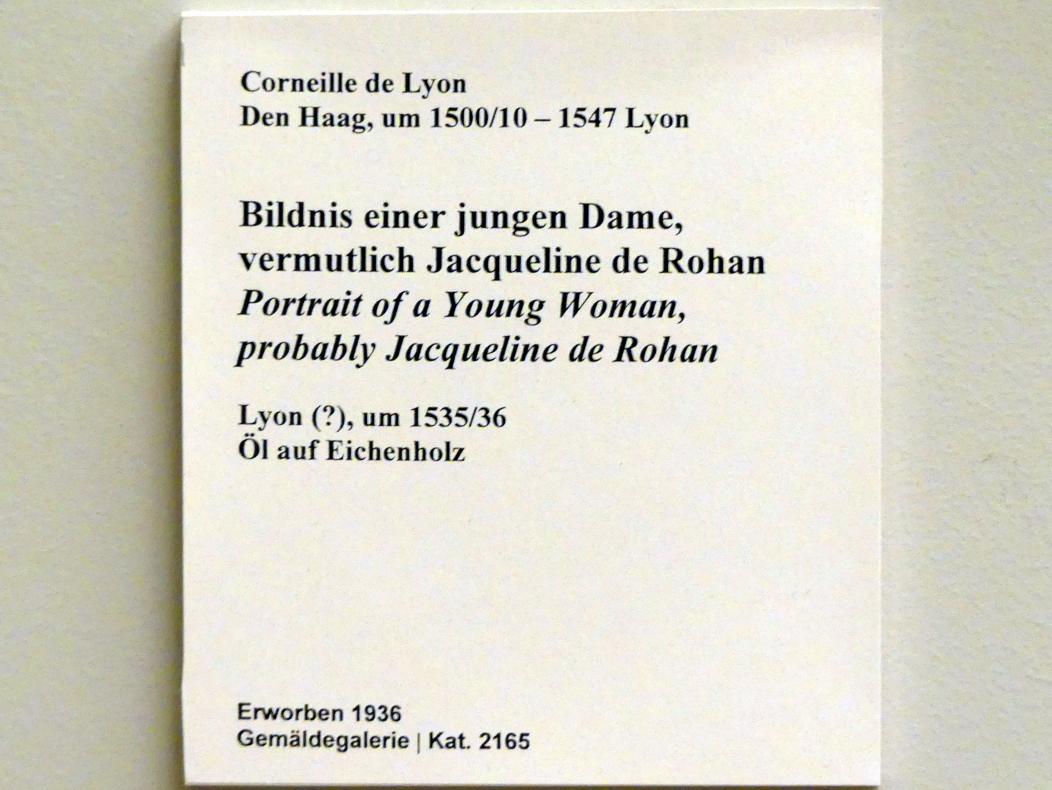 Corneille de Lyon
Den Haag, um 1500/10 – 1547 Lyon
Bildnis einer jungen Dame,
vermutlich Jacqueline de Rohan
Portrait of a Young Woman,
probably Jacqueline de Rohan
Lyon (?), um 1535/36
Öl auf Eichenholz
Erworben 1936
Gemäldegalerie | Kat. 2165